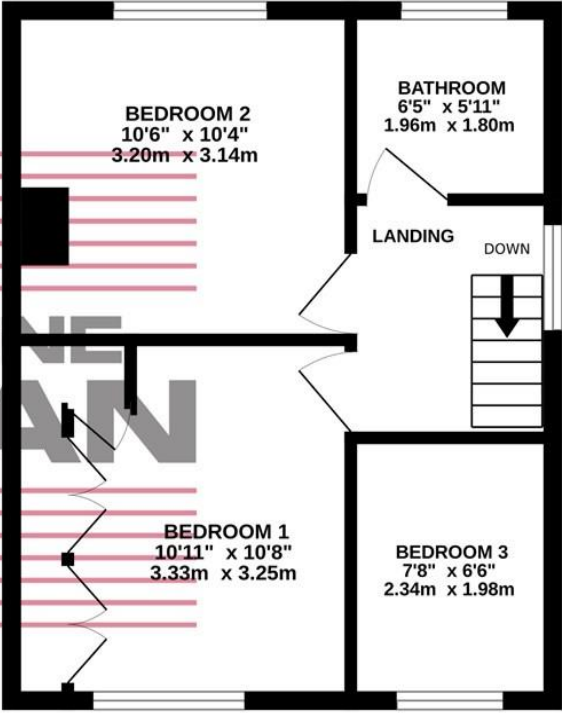 BEDROOM 2
10'6" x 10'4"
3.20m x 3.14m
BATHROOM
6'5" x 5'11"
1.96m x 1.80m
LANDING
DOWN
NE
AN
BEDROOM 1
10'11" x 10'8"
3.33m x 3.25m
BEDROOM 3
7'8" x 6'6"
2.34m x 1.98m